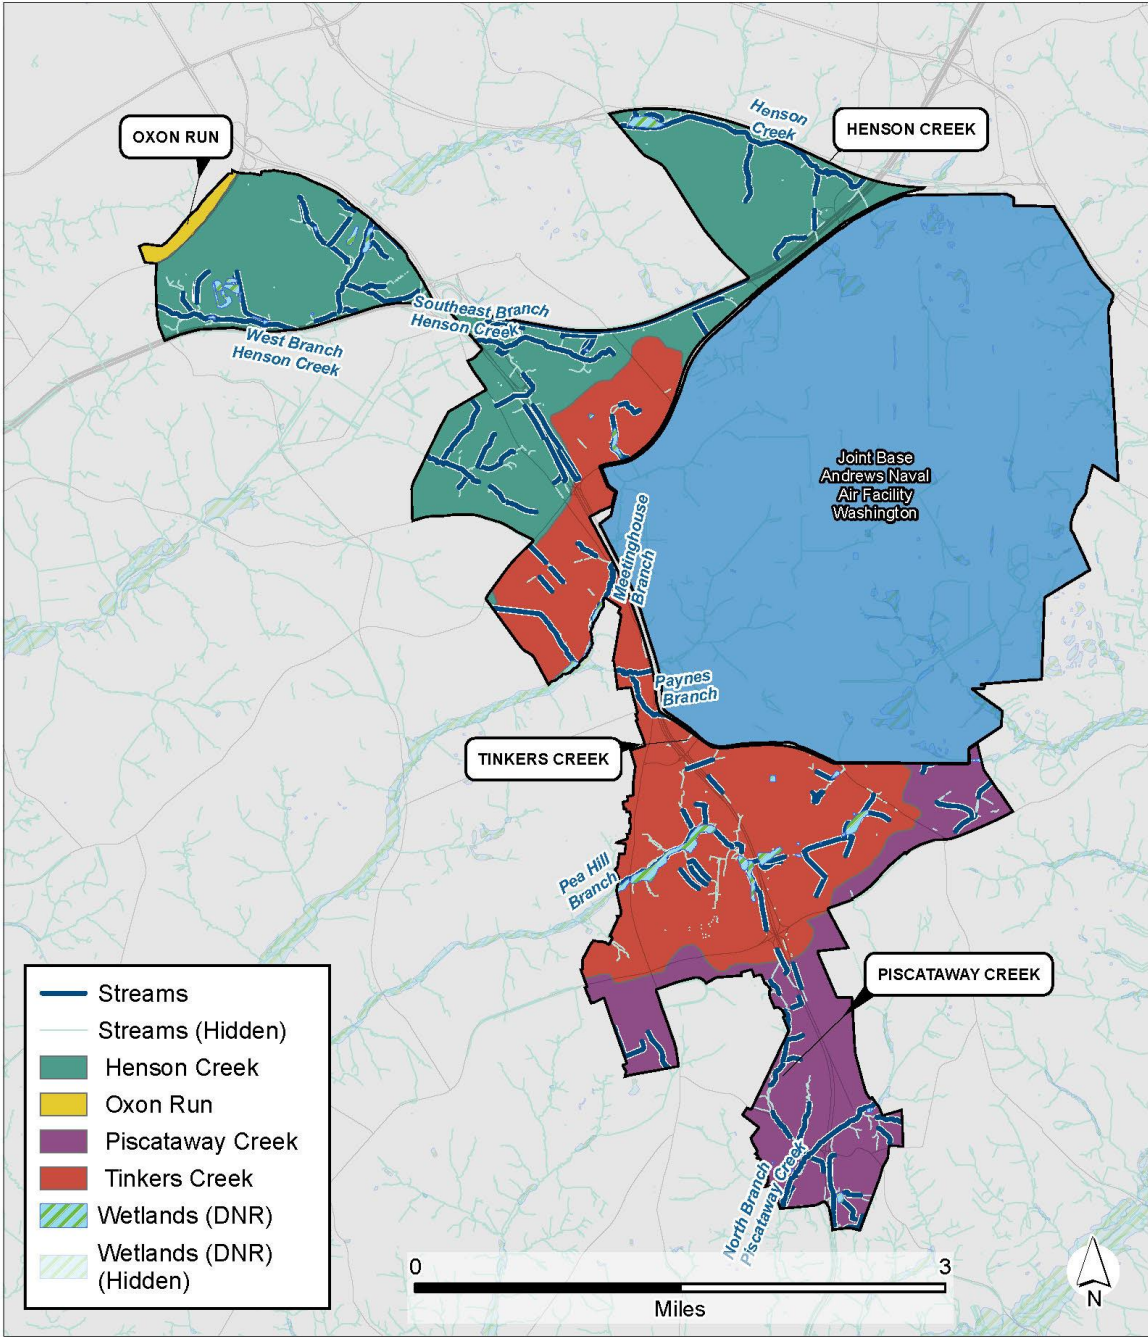 Henson
Creek
OXON RUN
HENSON CREEK
Southeast Branch
Henson Creek
West Branch
Henson Creek
Joint Base
Andrews Naval
Air Facility
Washington
Meetinghouse
Branch
Paynes
Branch
TINKERS CREEK
Pea Hill
Branch
PISCATAWAY CREEK
North Branch
Piscataway Creek
Streams
Streams (Hidden)
Henson Creek
Oxon Run
Piscataway Creek
Tinkers Creek
Wetlands (DNR)
Wetlands (DNR)
(Hidden)
0 3
Miles
N